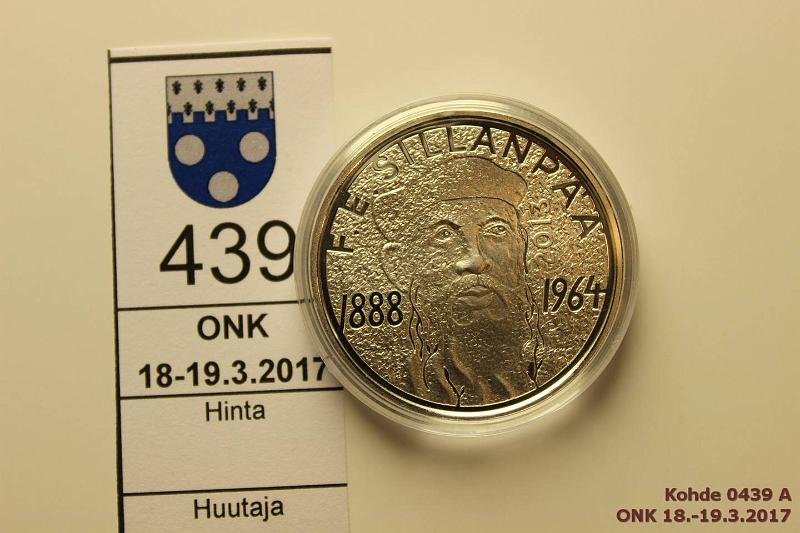 439
ONK
18-19.3.2017
Hinta
Huutaja
F.E. SILLANPÄÄ
2013
1888 1964
Kohde 0439 A
ONK 18.-19.3.2017